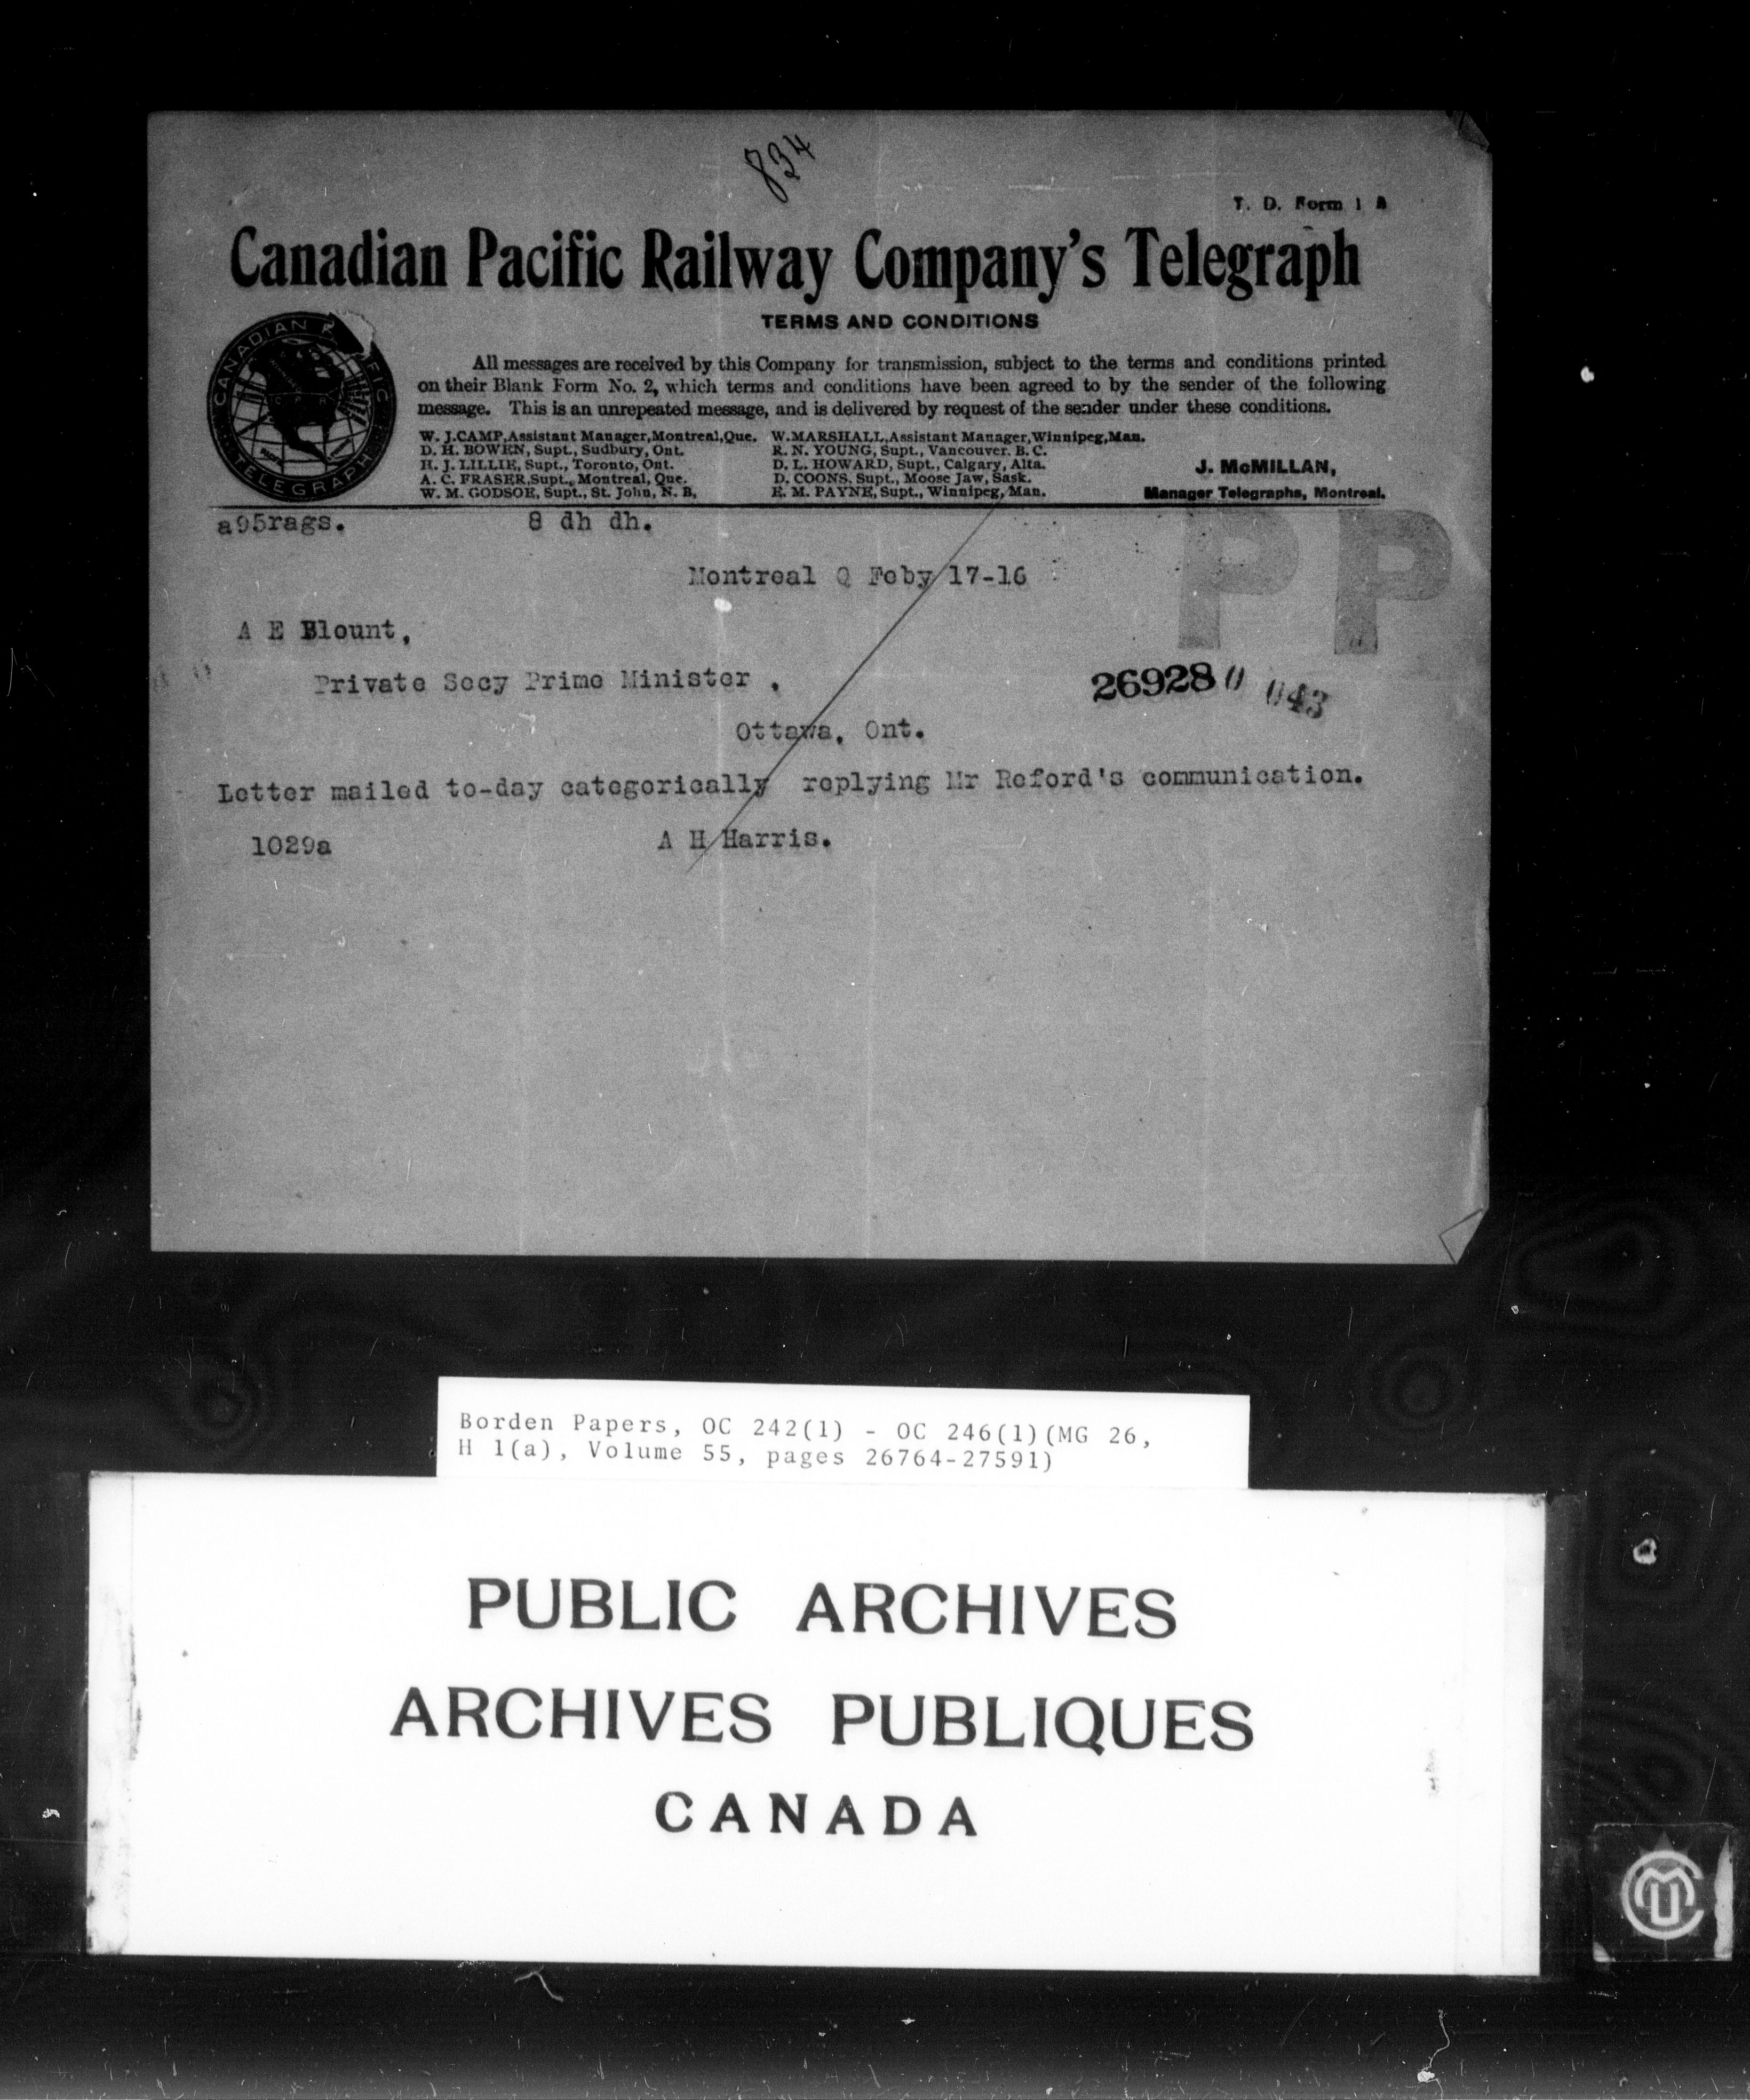 834
T. D. Form 1 A
Canadian Pacific Railway Company's Telegraph
TERMS AND CONDITIONS
All messages are received by this Company for transmission, subject to the terms and conditions printed
on their Blank Form No. 2, which terms and conditions have been agreed to by the sender of the following
message. This is an unrepeated message, and is delivered by request of the sender under these conditions.
W. J. CAMP, Assistant Manager, Montreal, Que. W. MARSHALL, Assistant Manager, Winnipeg, Man.
D. H. BOWEN, Supt., Sudbury, Ont. R. N. YOUNG, Supt., Vancouver. B. C.
H. J. LILLIE, Supt., Toronto, Ont. D. L. HOWARD, Supt., Calgary, Alta.
A. C. FRASER, Supt., Montreal, Que. D. COONS, Supt., Moose Jaw, Sask.
W. M. GODSOE, Supt., St. John, N. B. E. M. PAYNE, Supt., Winnipeg, Man.
J. McMILLAN,
Manager Telegraphs, Montreal.
CANADIAN PACIFIC
TELEGRAPH
a95rags. 8 dh dh.
PP
Montreal Q Feby 17-16
A E Blount,
Private Secy Prime Minister .
26928 0 043
Ottawa, Ont.
Letter mailed to-day categorically replying Mr Reford's communication.
1029a A H Harris.
Borden Papers, OC 242(1) - OC 246(1)(MG 26,
H 1(a), Volume 55, pages 26764-27591)
PUBLIC ARCHIVES
ARCHIVES PUBLIQUES
CANADA